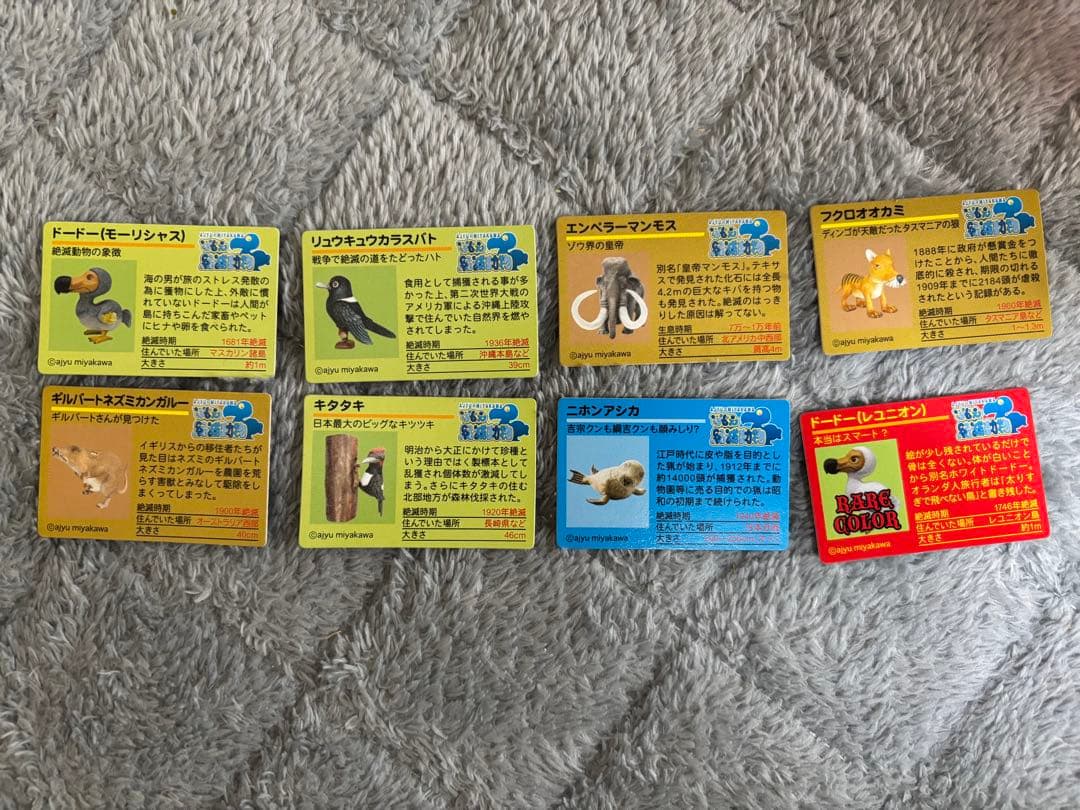 ドードー(モーリシャス)
絶滅動物の象徴
海の男が旅のストレス発散の
為に獲物にした上、外敵に慣
れていないドードーは人間が
島に持ちこんだ家畜やペット
にヒナや卵を食べられた。
絶滅時期 1681年絶滅
住んでいた場所 マスカリン諸島
大きさ 約1m
©ajyu miyakawa
リュウキュウカラスバト
戦争で絶滅の道をたどったハト
食用として捕獲される事が多
かった上、第二次世界大戦の
アメリカ軍による沖縄上陸攻
撃で住んでいた自然界を燃や
されてしまった。
絶滅時期 1936年絶滅
住んでいた場所 沖縄本島など
大きさ 39cm
©ajyu miyakawa
エンペラーマンモス
ゾウ界の皇帝
別名「皇帝マンモス」。テキサ
スで発見された化石には全長
4.2mの巨大なキバを持つ物
も発見された。絶滅のはっき
りした原因は解ってない。
生息時期 7万〜1万年前
住んでいた場所 北アメリカ中西部
大きさ 肩高4m
©ajyu miyakawa
フクロオオカミ
ディンゴが天敵だったタスマニアの狼
1888年に政府が懸賞金をつ
けたことから、人間たちに徹
底的に殺され、期限の切れる
1909年までに2184頭が虐殺
されたという記録がある。
絶滅時期
住んでいた場所 タスマニア島など
大きさ 1〜1.3m
©ajyu miyakawa
ギルバートネズミカンガルー
ギルバートさんが見つけた
イギリスからの移住者たちが
見た目はネズミのギルバート
ネズミカンガルーを農園を荒
らす害獣とみなして駆除をし
まくってしまった。
絶滅時期 1900年絶滅
住んでいた場所 オーストラリア西部
大きさ 40cm
©ajyu miyakawa
キタタキ
日本最大のビッグなキツツキ
明治から大正にかけて珍種と
いう理由ではく製標本として
乱獲され個体数が激減してし
まう。さらにキタタキの住む
北部地方が森林伐採された。
絶滅時期 1920年絶滅
住んでいた場所 長崎県など
大きさ 46cm
©ajyu miyakawa
ニホンアシカ
吉宗クンも綱吉クンも顔みしり?
江戸時代に皮や脂を目的とし
た猟が始まり、1912年までに
約14000頭が捕獲された。動
物園等に売る目的での猟は昭
和の初期まで続けられた。
絶滅時期
住んでいた場所
大きさ
©ajyu miyakawa
ドードー(レユニオン)
本当はスマート?
絵が少し残されているだけで
骨は全くない。体が白いこと
から別名ホワイトドードー。
オランダ人旅行者は「太りす
ぎで飛べない鳥」と書き残した。
RARE
COLOR
絶滅時期 1746年絶滅
住んでいた場所 レユニオン島
大きさ 約1m
©ajyu miyakawa